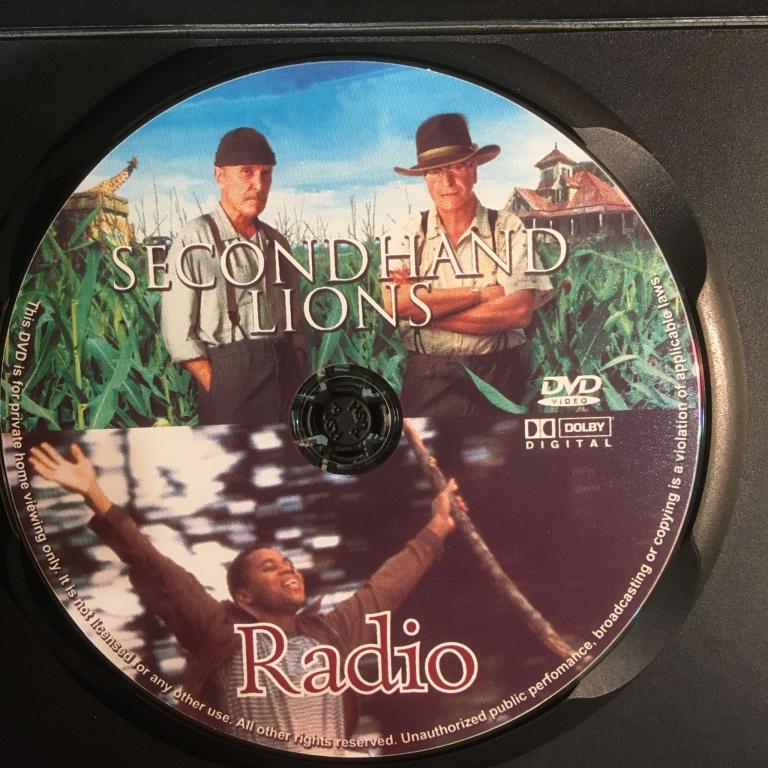 SECONDHAND
LIONS
DVD
VIDEO
DOLBY
DIGITAL
Radio
This DVD is for private home viewing only. It is not licensed for any other use. All other rights reserved. Unauthorized public perfomance, broadcasting or copying is a violation of applicable laws